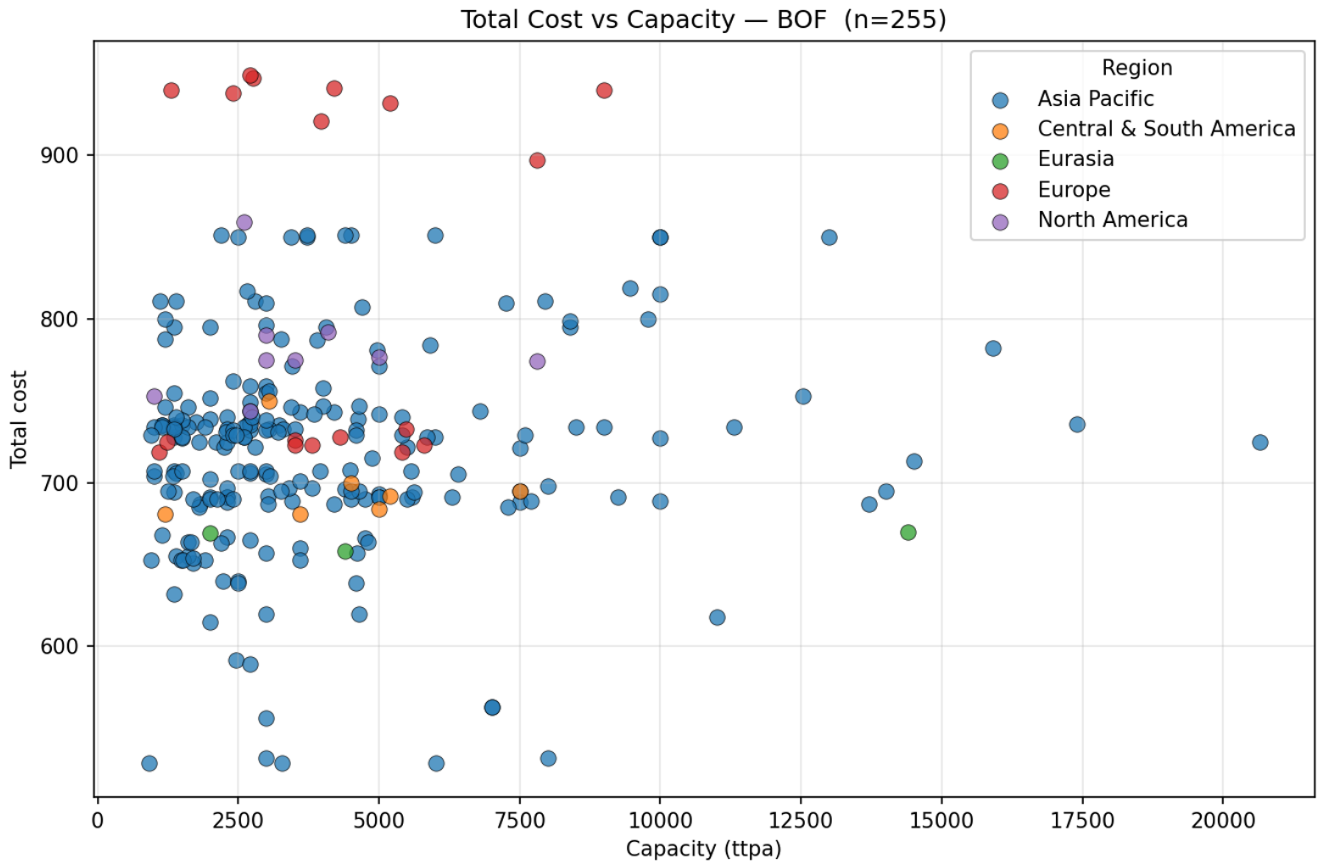 Total Cost vs Capacity — BOF  (n=255)
Region
Asia Pacific
Central & South America
Eurasia
Europe
North America
Total cost
900
800
700
600
0 2500 5000 7500 10000 12500 15000 17500 20000
Capacity (ttpa)